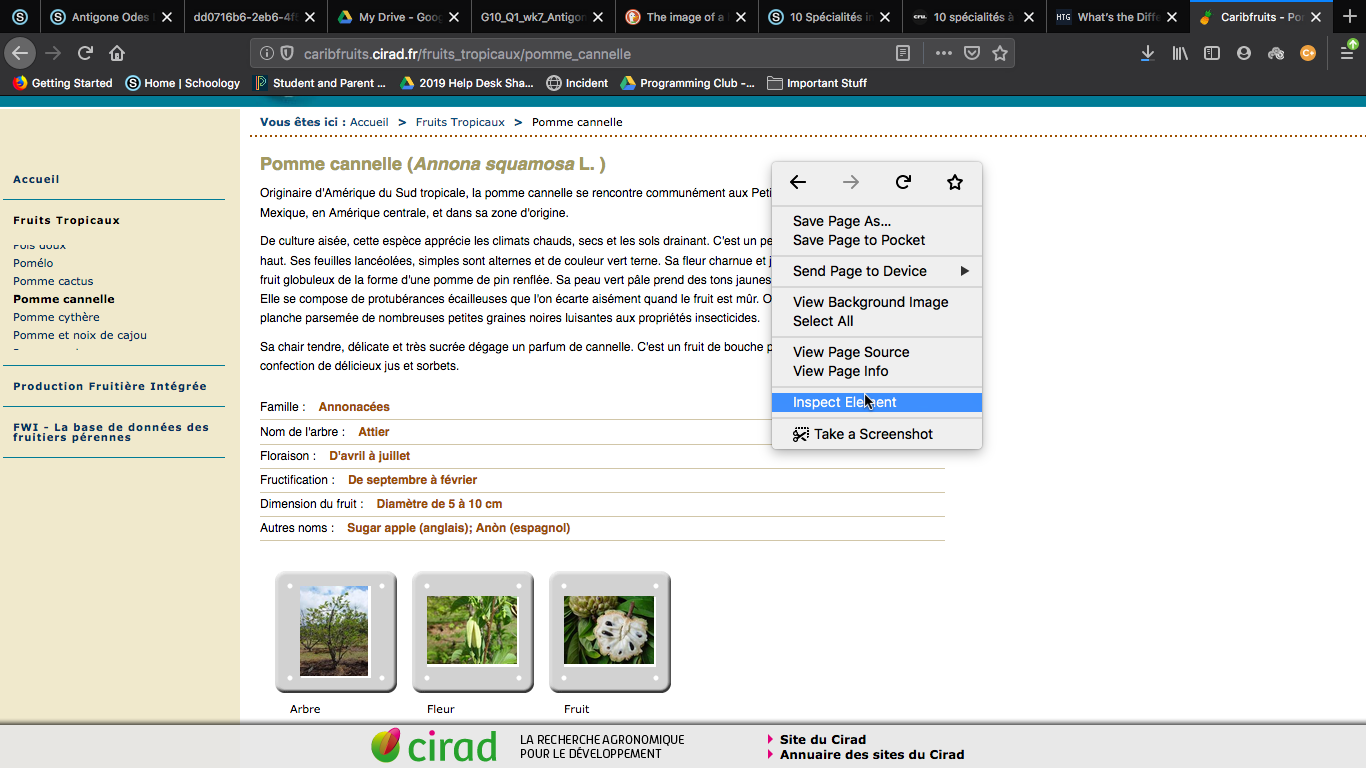 Antigone Odes
dd0716b6-2eb6-4f
My Drive - Goo
G10_Q1_wk7_Antigon
The image of a
10 Spécialités i
10 spécialités à
HTG What's the Diffe
Caribfruits - Po
caribfruits.cirad.fr/fruits_tropicaux/pomme_cannelle
Getting Started
Home | Schoology
Student and Parent ...
2019 Help Desk Sha...
Incident
Programming Club -...
Important Stuff
Vous êtes ici : Accueil > Fruits Tropicaux > Pomme cannelle
Accueil
Fruits Tropicaux
Pois doux
Pomélo
Pomme cactus
Pomme cannelle
Pomme cythère
Pomme et noix de cajou
Production Fruitière Intégrée
FWI - La base de données des
fruitiers pérennes
Pomme cannelle (Annona squamosa L. )
Originaire d'Amérique du Sud tropicale, la pomme cannelle se rencontre communément aux Peti
Mexique, en Amérique centrale, et dans sa zone d'origine.
De culture aisée, cette espèce apprécie les climats chauds, secs et les sols drainant. C'est un pe
haut. Ses feuilles lancéolées, simples sont alternes et de couleur vert terne. Sa fleur charnue et j
fruit globuleux de la forme d'une pomme de pin renflée. Sa peau vert pâle prend des tons jaunes
Elle se compose de protubérances écailleuses que l'on écarte aisément quand le fruit est mûr. O
planche parsemée de nombreuses petites graines noires luisantes aux propriétés insecticides.
Sa chair tendre, délicate et très sucrée dégage un parfum de cannelle. C'est un fruit de bouche p
confection de délicieux jus et sorbets.
Famille : Annonacées
Nom de l'arbre : Attier
Floraison : D'avril à juillet
Fructification : De septembre à février
Dimension du fruit : Diamètre de 5 à 10 cm
Autres noms : Sugar apple (anglais); Anòn (espagnol)
Save Page As...
Save Page to Pocket
Send Page to Device
View Background Image
Select All
View Page Source
View Page Info
Inspect Element
Take a Screenshot
Arbre
Fleur
Fruit
cirad
LA RECHERCHE AGRONOMIQUE
POUR LE DÉVELOPPEMENT
Site du Cirad
Annuaire des sites du Cirad